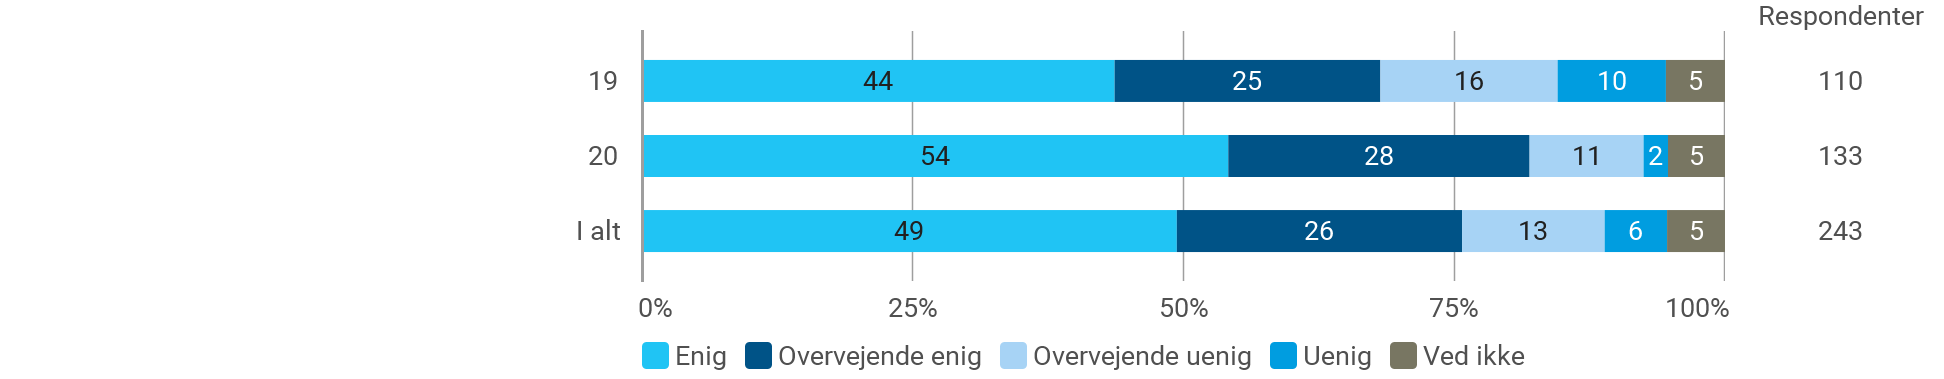 Respondenter
19 44 25 16 10 5 110
20 54 28 11 2 5 133
I alt 49 26 13 6 5 243
0% 25% 50% 75% 100%
Enig Overvejende enig Overvejende uenig Uenig Ved ikke